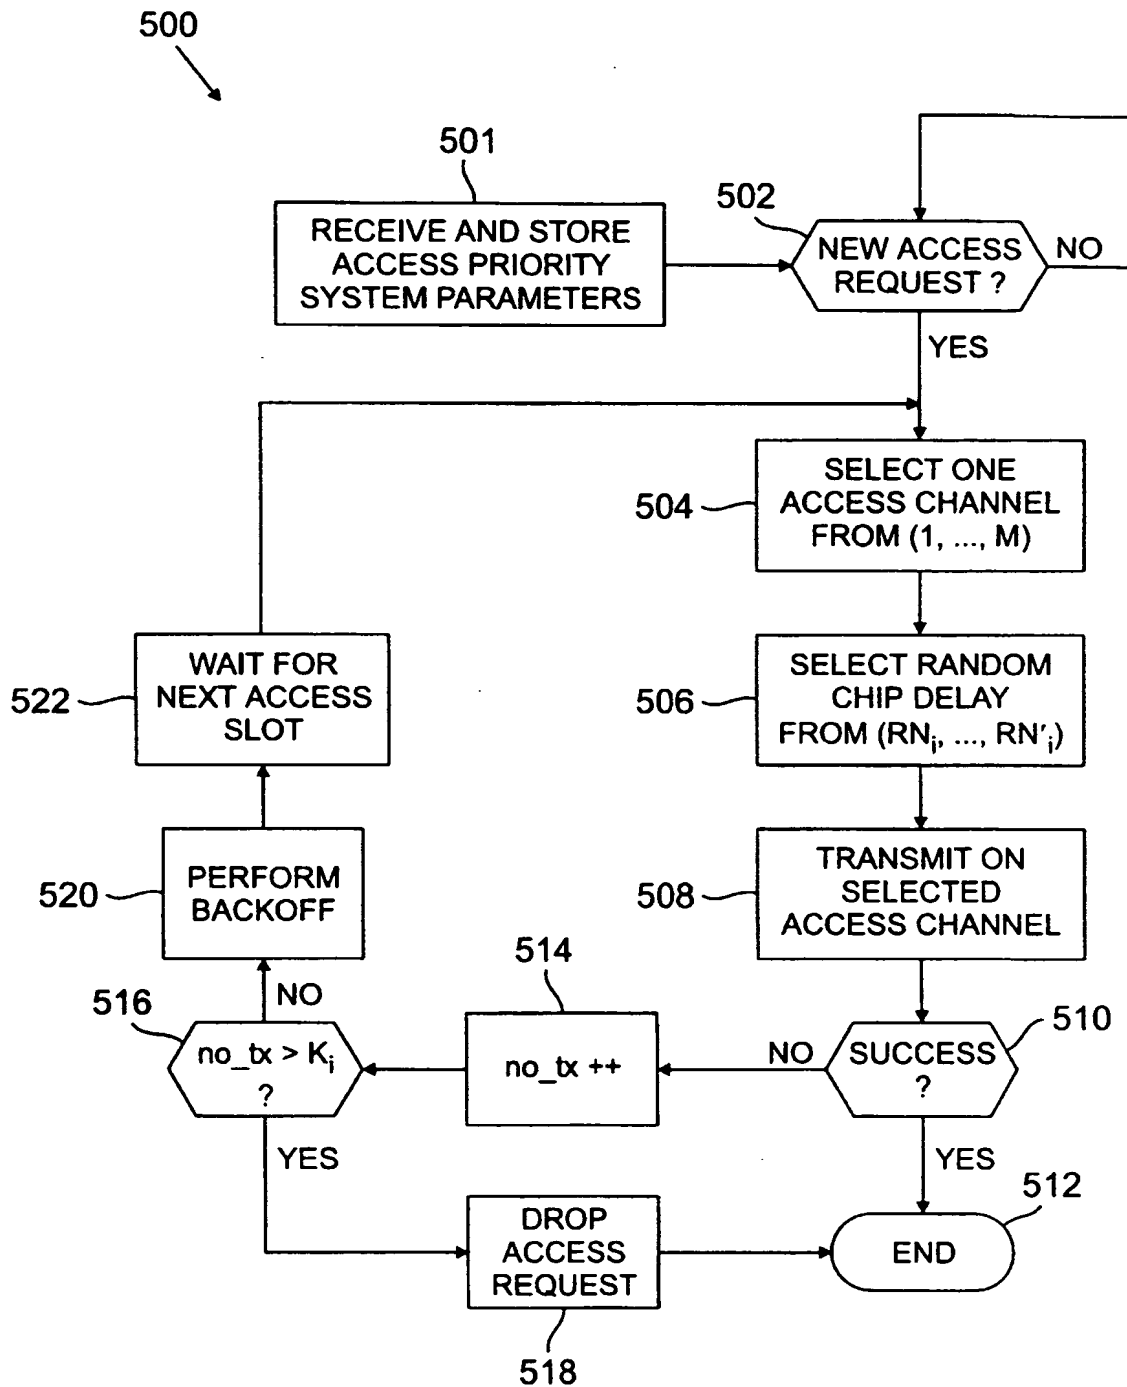 500
501
RECEIVE AND STORE
ACCESS PRIORITY
SYSTEM PARAMETERS
502
NEW ACCESS
REQUEST ?
NO
YES
504
SELECT ONE
ACCESS CHANNEL
FROM (1, ..., M)
506
SELECT RANDOM
CHIP DELAY
FROM (RNi, ..., RN′i)
508
TRANSMIT ON
SELECTED
ACCESS CHANNEL
510
SUCCESS
?
NO
YES
512
END
514
no_tx ++
516
no_tx > Ki
?
NO
YES
518
DROP
ACCESS
REQUEST
520
PERFORM
BACKOFF
522
WAIT FOR
NEXT ACCESS
SLOT